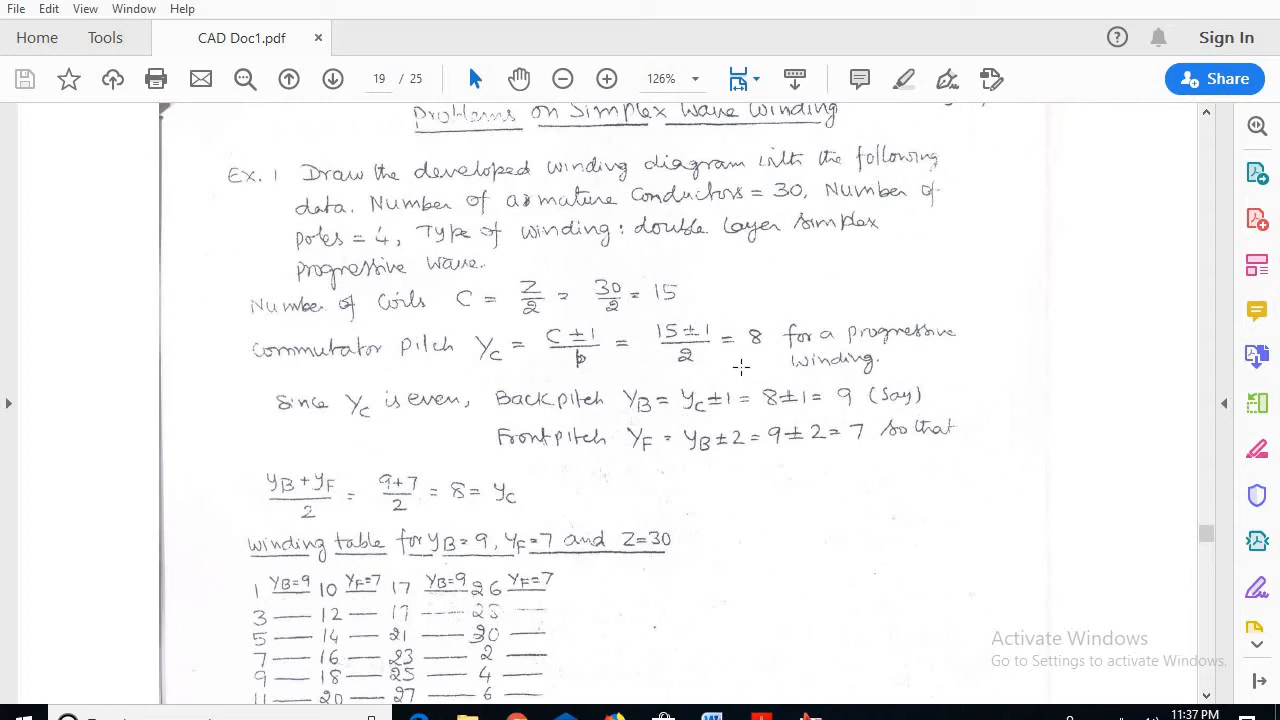 File Edit View Window Help
Home Tools CAD Doc1.pdf × ? Sign In
19 / 25 126% Share
Problems on Simplex Wave Winding
Ex. 1 Draw the developed winding diagram with the following
data. Number of armature Conductors = 30, Number of
poles = 4, Type of winding: double layer simplex
progressive wave.
Number of Coils C = Z/2 = 30/2 = 15
Commutator pitch Yc = C ± 1/p = 15 ± 1/2 = 8 for a progressive
winding.
Since Yc is even, Back pitch YB = yc ± 1 = 8 ± 1 = 9 (Say)
Front pitch YF = YB ± 2 = 9 ± 2 = 7 so that
YB + YF/2 = 9+7/2 = 8 = Yc
Winding table for YB = 9, YF = 7 and Z = 30
1 YB=9 10 YF=7 17 YB=9 26 YF=7
3 — 12 — 19 — 28 —
5 — 14 — 21 — 30 —
7 — 16 — 23 — 2 —
9 — 18 — 25 — 4 —
11 — 20 — 27 — 6 —
Activate Windows
Go to Settings to activate Windows.
11:37 PM